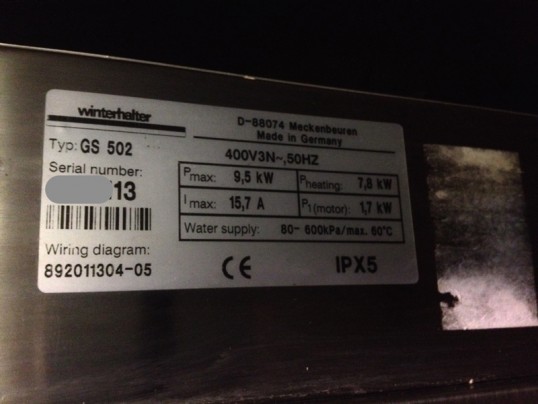 winterhalter
D-88074 Meckenbeuren
Made in Germany
Typ: GS 502
400V3N~,50HZ
Serial number:
13
Pmax: 9,5 kW
Pheating: 7,8 kW
Imax: 15,7 A
P1(motor): 1,7 kW
Water supply: 80- 600kPa/max. 60°C
Wiring diagram:
892011304-05
CE
IPX5